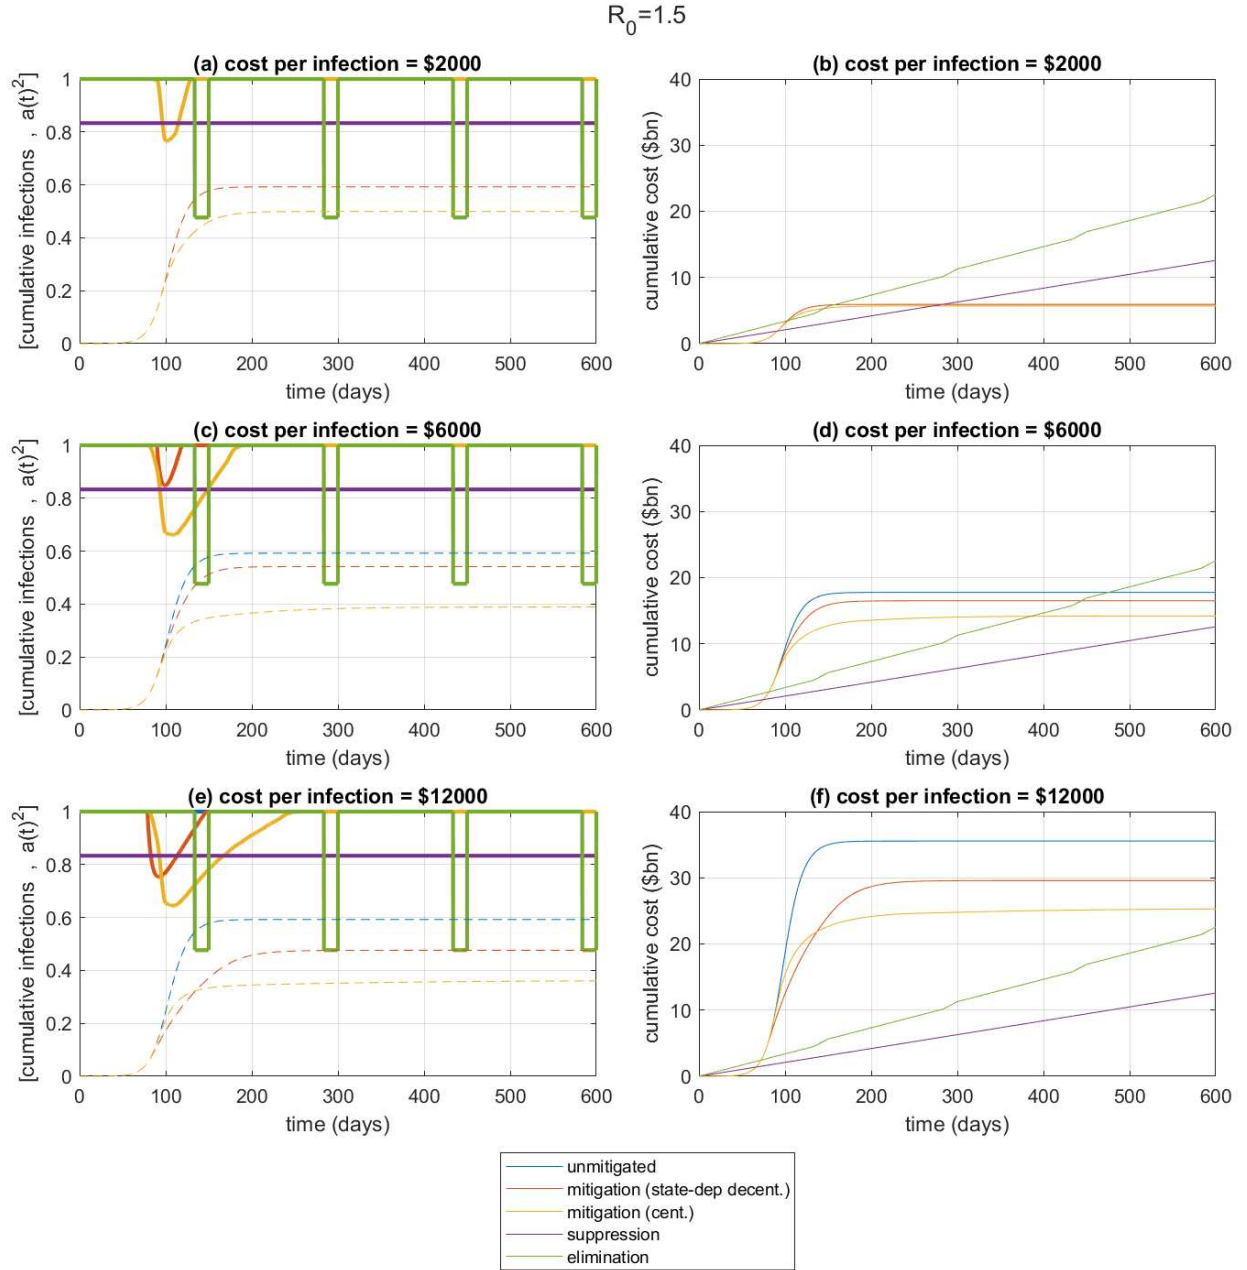 R0=1.5
(a) cost per infection = $2000
[cumulative infections , a(t)2]
1
0.8
0.6
0.4
0.2
0
0 100 200 300 400 500 600
time (days)
(b) cost per infection = $2000
cumulative cost ($bn)
40
30
20
10
0
0 100 200 300 400 500 600
time (days)
(c) cost per infection = $6000
[cumulative infections , a(t)2]
1
0.8
0.6
0.4
0.2
0
0 100 200 300 400 500 600
time (days)
(d) cost per infection = $6000
cumulative cost ($bn)
40
30
20
10
0
0 100 200 300 400 500 600
time (days)
(e) cost per infection = $12000
[cumulative infections , a(t)2]
1
0.8
0.6
0.4
0.2
0
0 100 200 300 400 500 600
time (days)
(f) cost per infection = $12000
cumulative cost ($bn)
40
30
20
10
0
0 100 200 300 400 500 600
time (days)
unmitigated
mitigation (state-dep decent.)
mitigation (cent.)
suppression
elimination